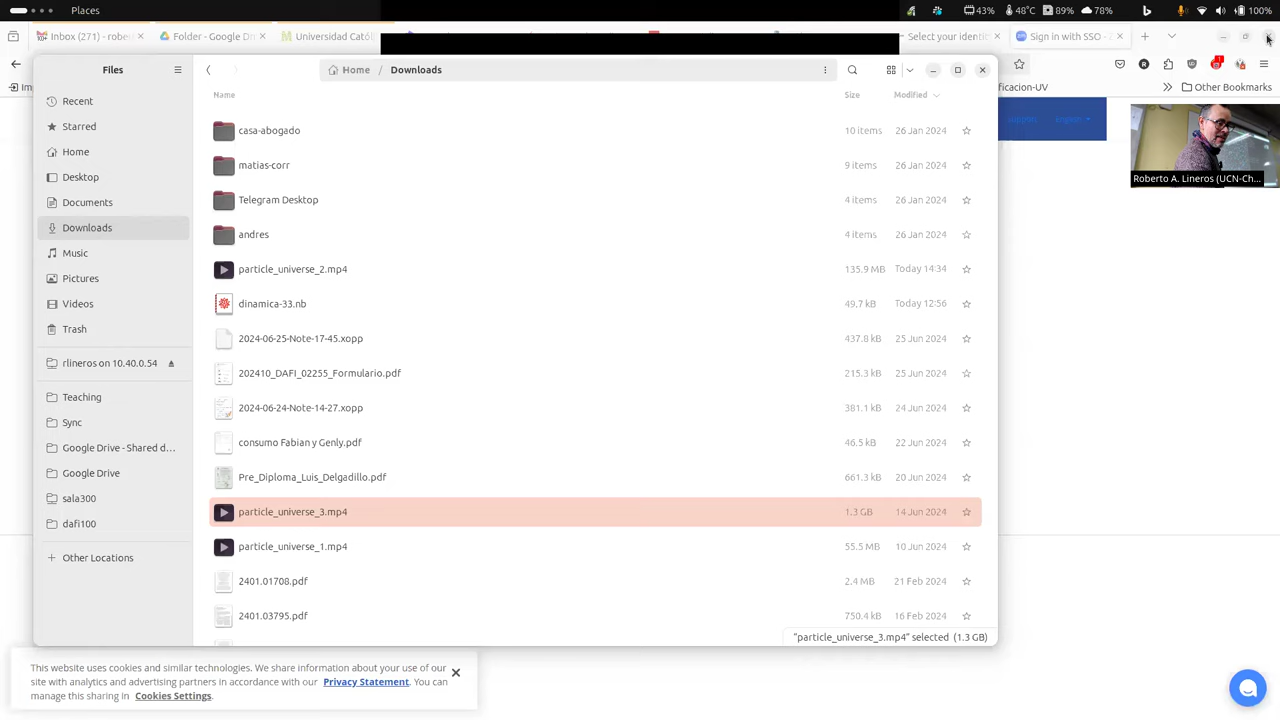 Places
43%
48°C
89%
78%
100%
Inbox (271) - rober
Folder - Google Dr
Universidad Catól
Select your identi
Sign in with SSO - A
Other Bookmarks
ficacion-UV
Support
English
Files
Home / Downloads
Name
Size
Modified
Recent
Starred
Home
Desktop
Documents
Downloads
Music
Pictures
Videos
Trash
rlineros on 10.40.0.54
Teaching
Sync
Google Drive - Shared d...
Google Drive
sala300
dafi100
Other Locations
casa-abogado 10 items 26 Jan 2024
matias-corr 9 items 26 Jan 2024
Telegram Desktop 4 items 26 Jan 2024
andres 4 items 26 Jan 2024
particle_universe_2.mp4 135.9 MB Today 14:34
dinamica-33.nb 49.7 kB Today 12:56
2024-06-25-Note-17-45.xopp 437.8 kB 25 Jun 2024
202410_DAFI_02255_Formulario.pdf 215.3 kB 25 Jun 2024
2024-06-24-Note-14-27.xopp 381.1 kB 24 Jun 2024
consumo Fabian y Genly.pdf 46.5 kB 22 Jun 2024
Pre_Diploma_Luis_Delgadillo.pdf 661.3 kB 20 Jun 2024
particle_universe_3.mp4 1.3 GB 14 Jun 2024
particle_universe_1.mp4 55.5 MB 10 Jun 2024
2401.01708.pdf 2.4 MB 21 Feb 2024
2401.03795.pdf 750.4 kB 16 Feb 2024
"particle_universe_3.mp4" selected (1.3 GB)
Roberto A. Lineros (UCN-Ch...
This website uses cookies and similar technologies. We share information about your use of our
site with analytics and advertising partners in accordance with our Privacy Statement. You can
manage this sharing in Cookies Settings.